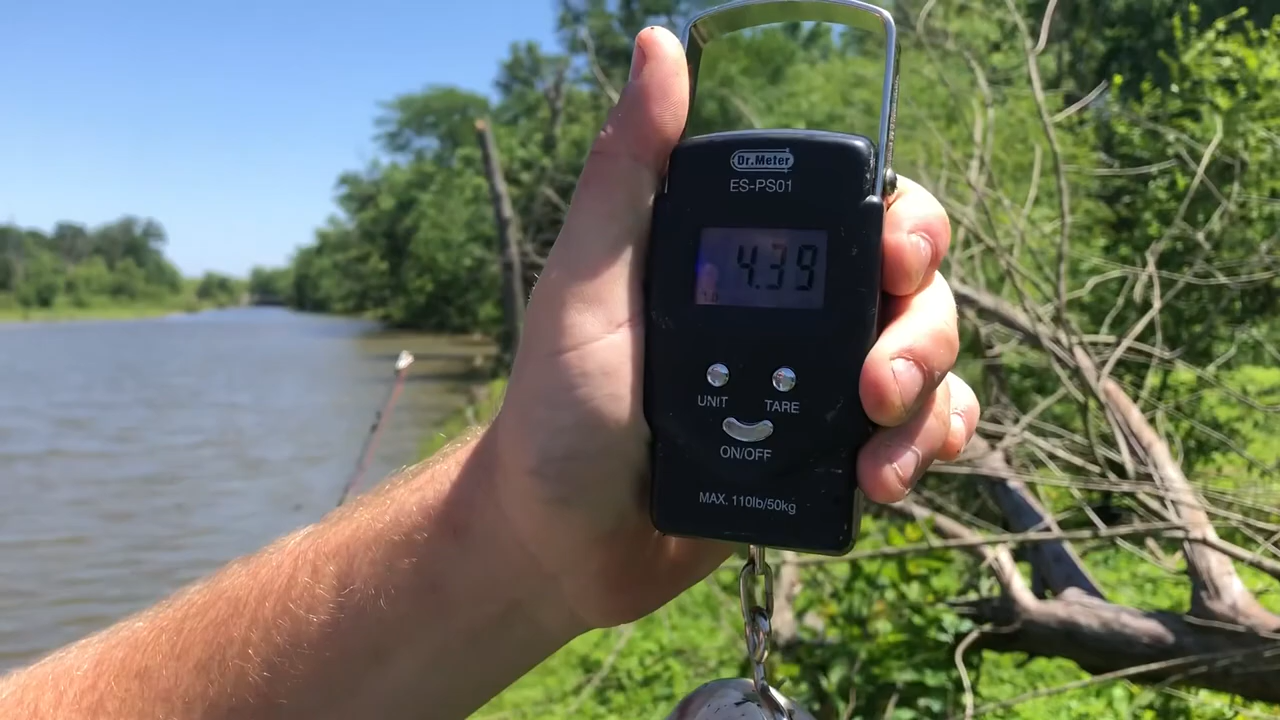 Dr.Meter
ES-PS01
4.39
UNIT TARE
ON/OFF
MAX. 110lb/50kg